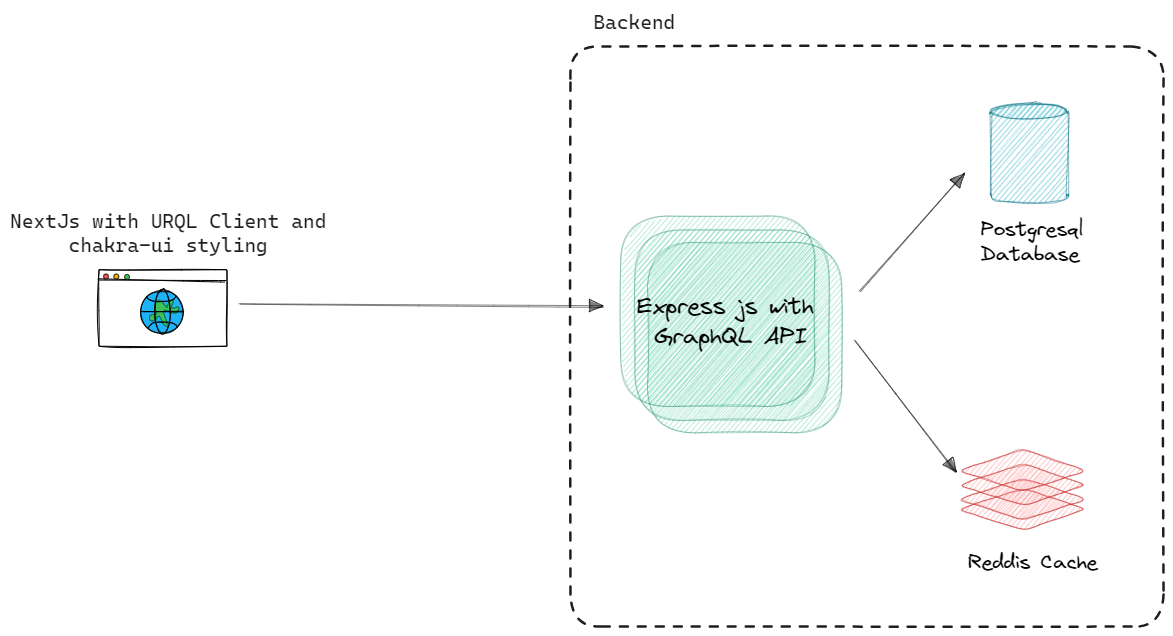 Backend
NextJs with URQL Client and
chakra-ui styling
Express js with
GraphQL API
Postgresql
Database
Reddis Cache